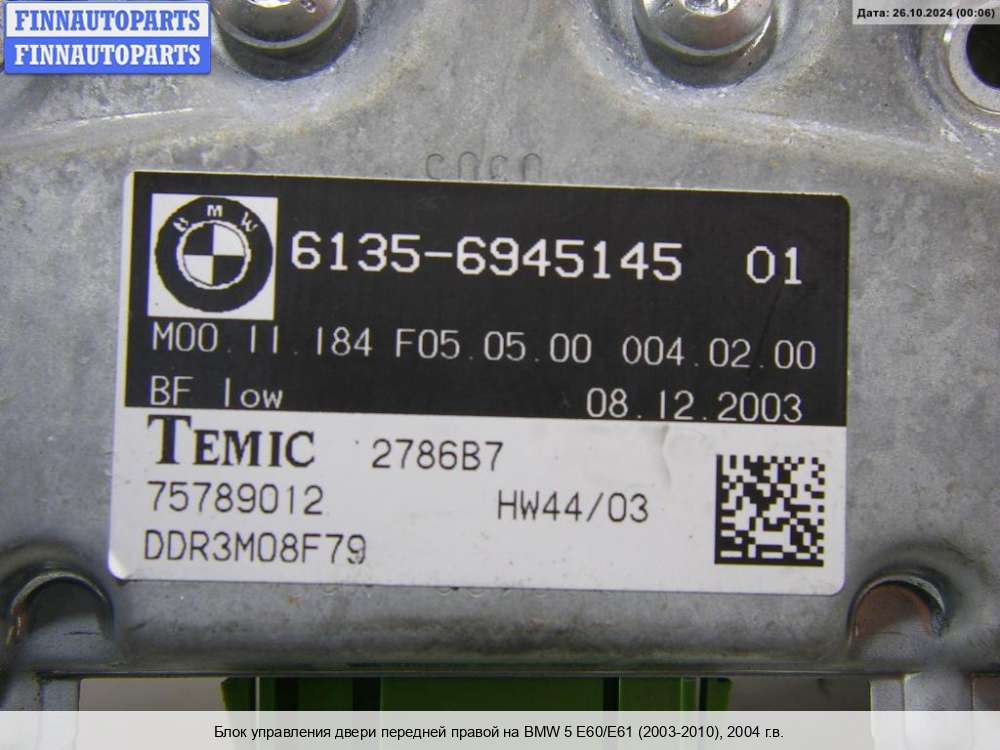 FINNAUTOPARTS
FINNAUTOPARTS
Дата: 26.10.2024 (00:06)
BMW
6135-6945145 01
M00.11.184 F05.05.00 004.02.00
BF low
08.12.2003
TEMIC 2786B7
75789012 HW44/03
DDR3M08F79
Блок управления двери передней правой на BMW 5 E60/E61 (2003-2010), 2004 г.в.